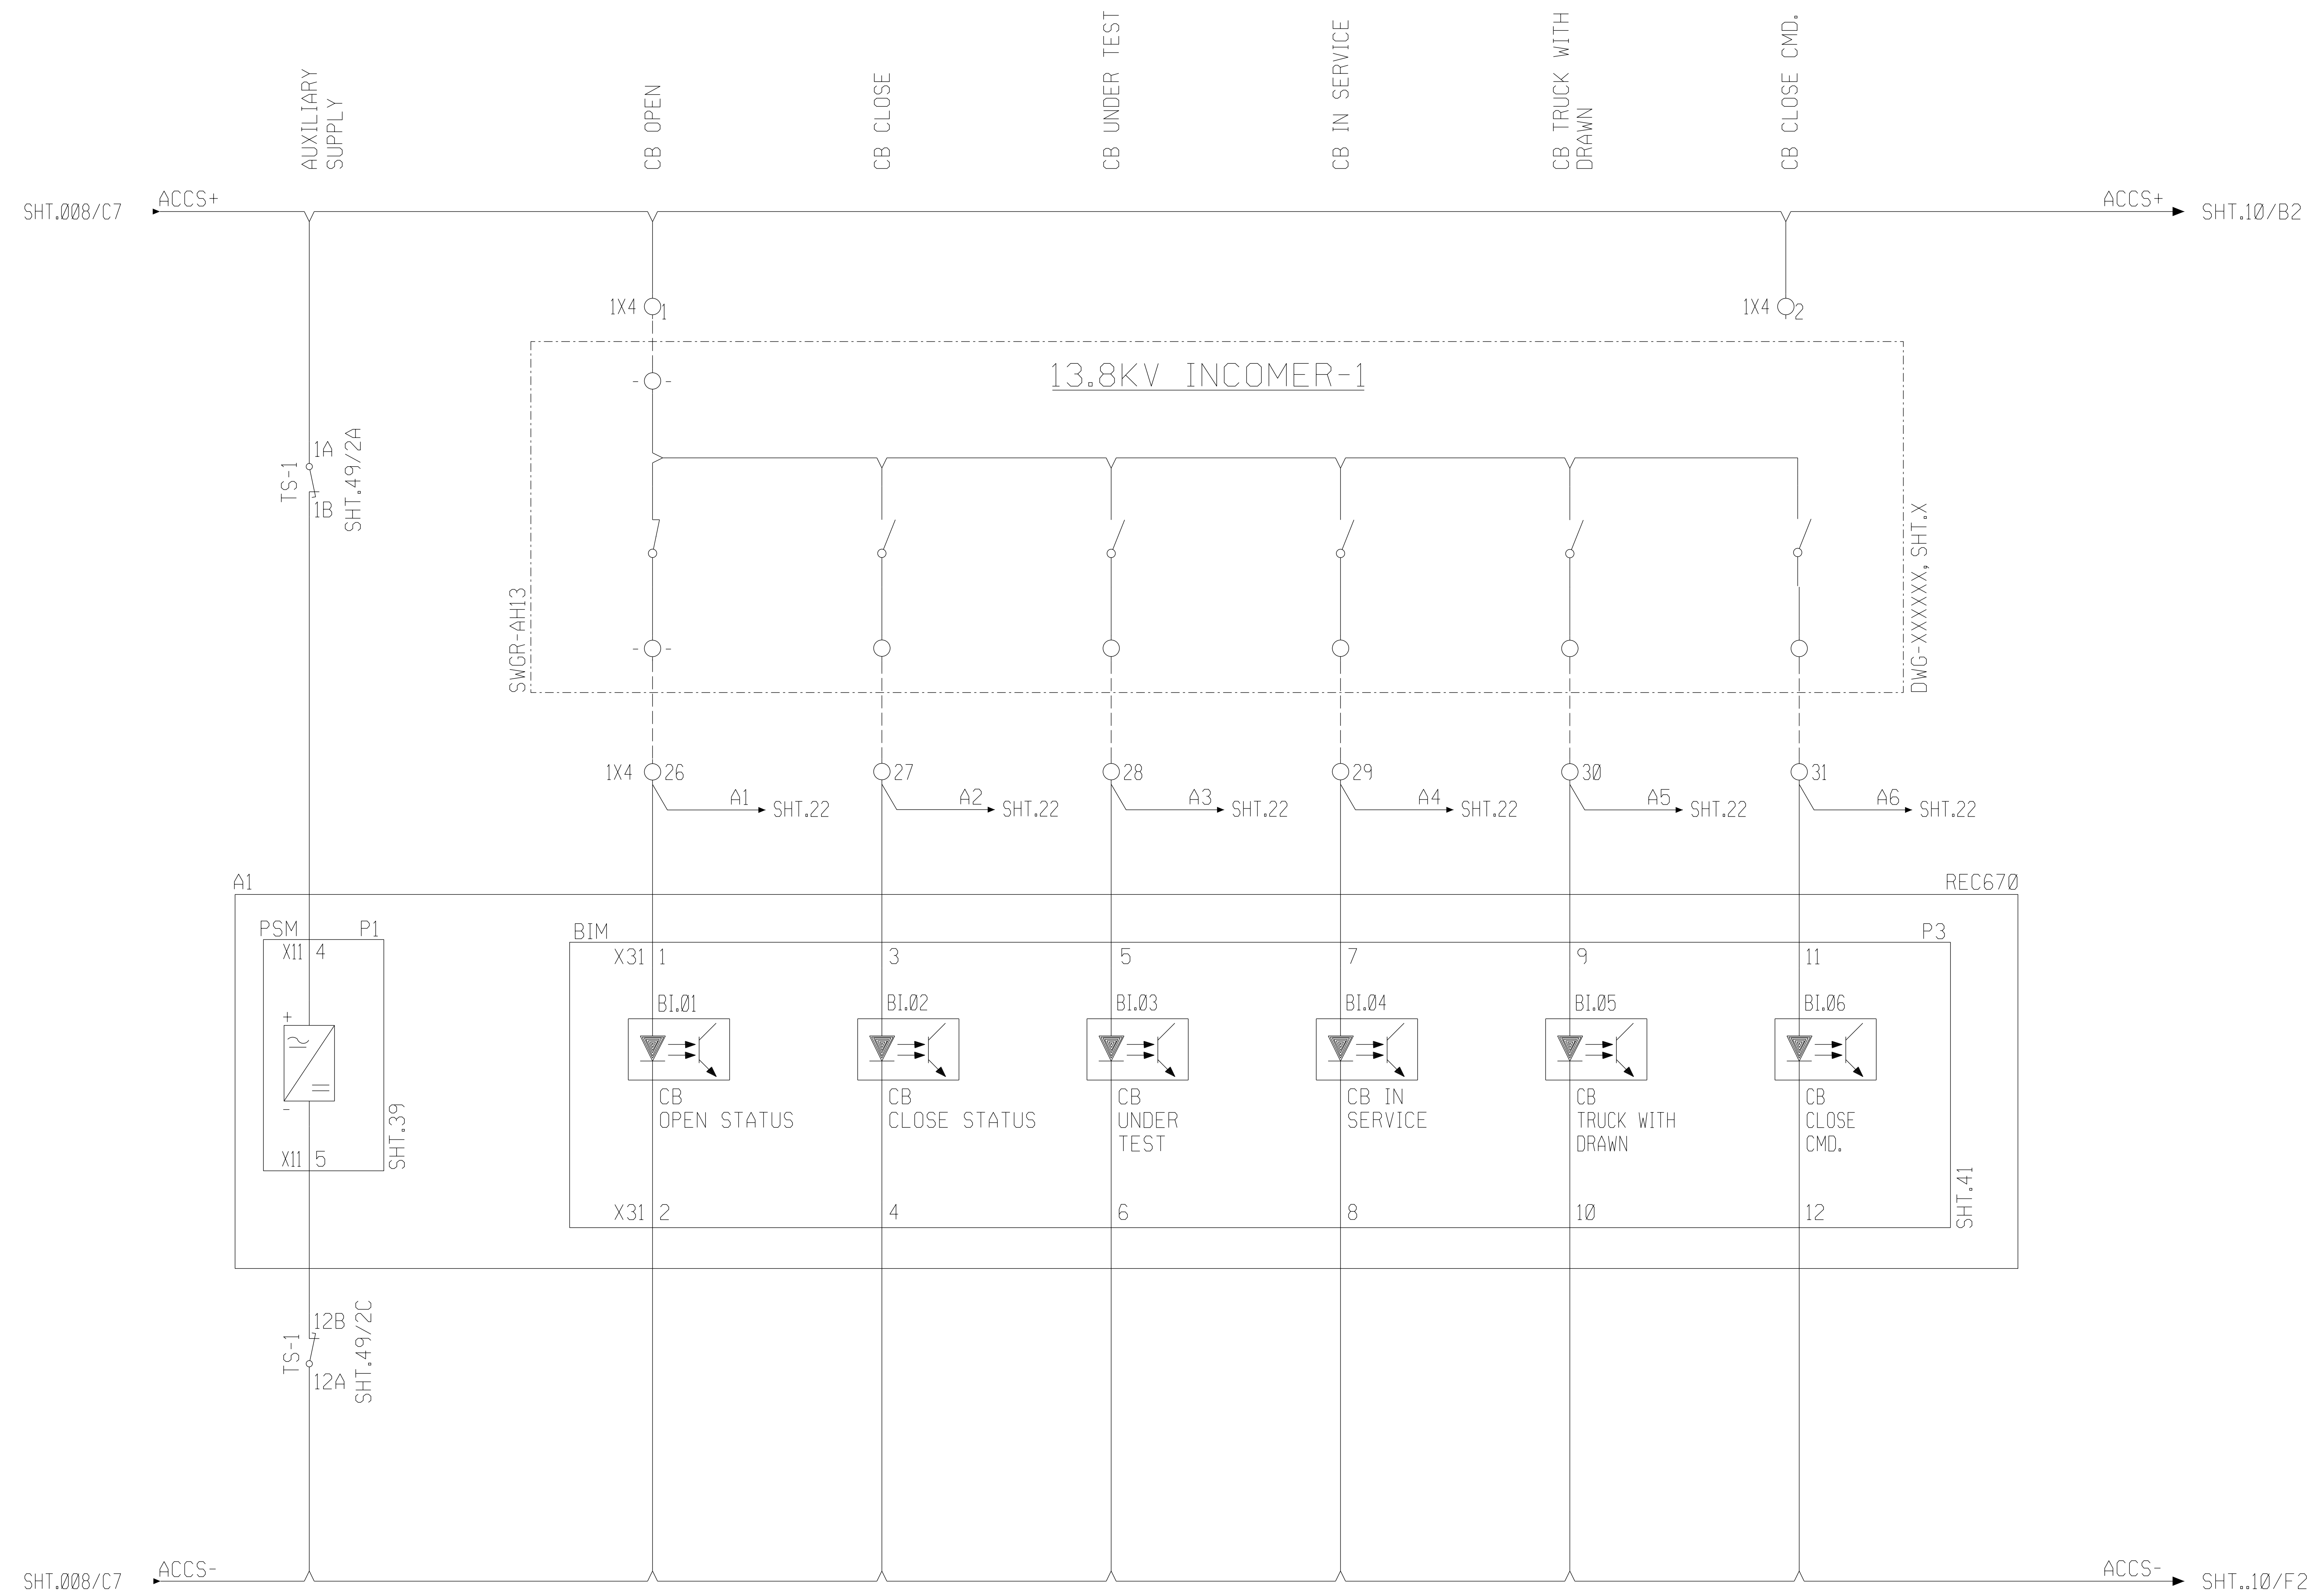 AUXILIARY
SUPPLY
CB OPEN
CB CLOSE
CB UNDER TEST
CB IN SERVICE
CB TRUCK WITH
DRAWN
CB CLOSE CMD.
SHT.008/C7
ACCS+
ACCS+
SHT.10/B2
1X4
1
1X4
2
13.8KV INCOMER-1
TS-1
1A
1B
SHT.49/2A
SWGR-AH13
DWG-XXXXXX, SHT.X
1X4
26
27
28
29
30
31
A1
SHT.22
A2
SHT.22
A3
SHT.22
A4
SHT.22
A5
SHT.22
A6
SHT.22
A1
REC670
PSM
P1
BIM
P3
X11
4
X31
1
3
5
7
9
11
BI.01
BI.02
BI.03
BI.04
BI.05
BI.06
+
-
CB
OPEN STATUS
CB
CLOSE STATUS
CB
UNDER
TEST
CB IN
SERVICE
CB
TRUCK WITH
DRAWN
CB
CLOSE
CMD.
X11
5
SHT.39
X31
2
4
6
8
10
12
SHT.41
TS-1
12B
12A
SHT.49/2C
SHT.008/C7
ACCS-
ACCS-
SHT..10/F2